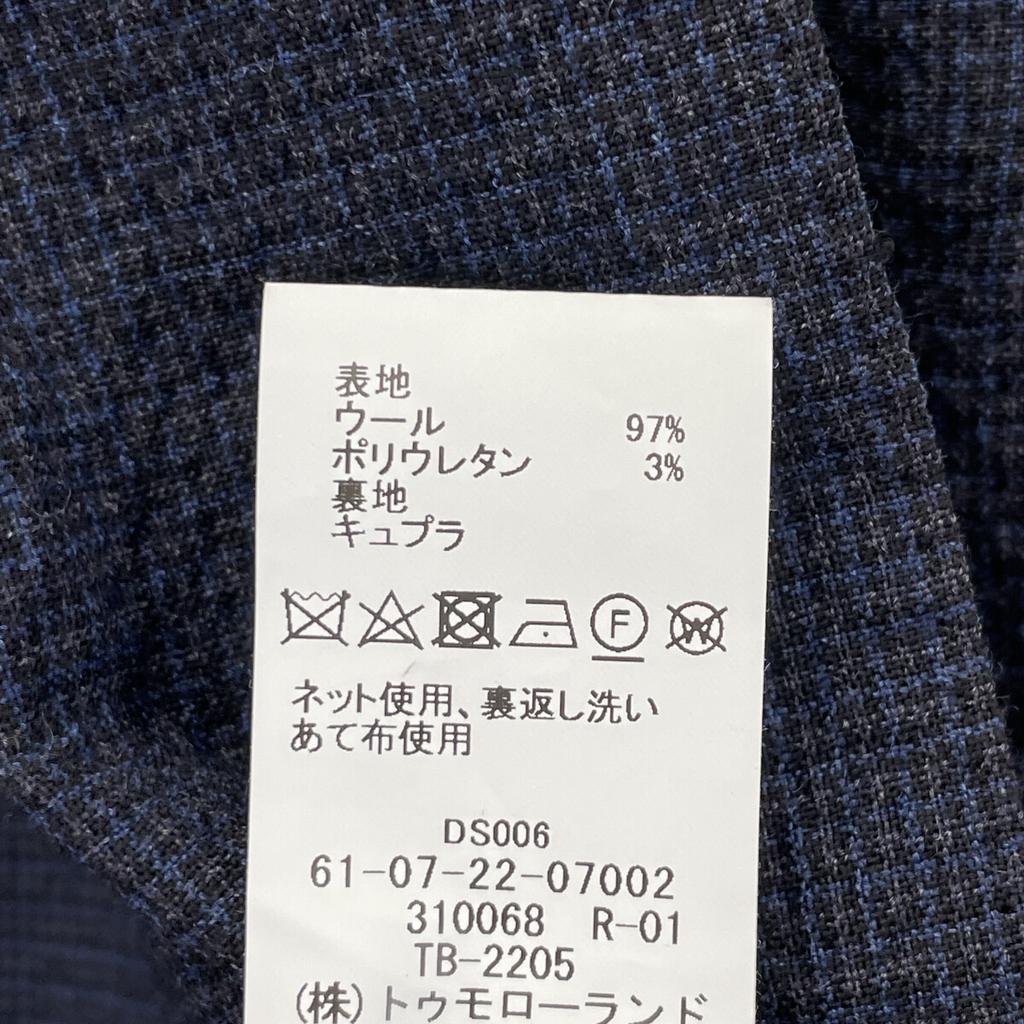 表地
ウール 97%
ポリウレタン 3%
裏地
キュプラ
F W
ネット使用、裏返し洗い
あて布使用
DS006
61-07-22-07002
310068 R-01
TB-2205
(株)トゥモローランド